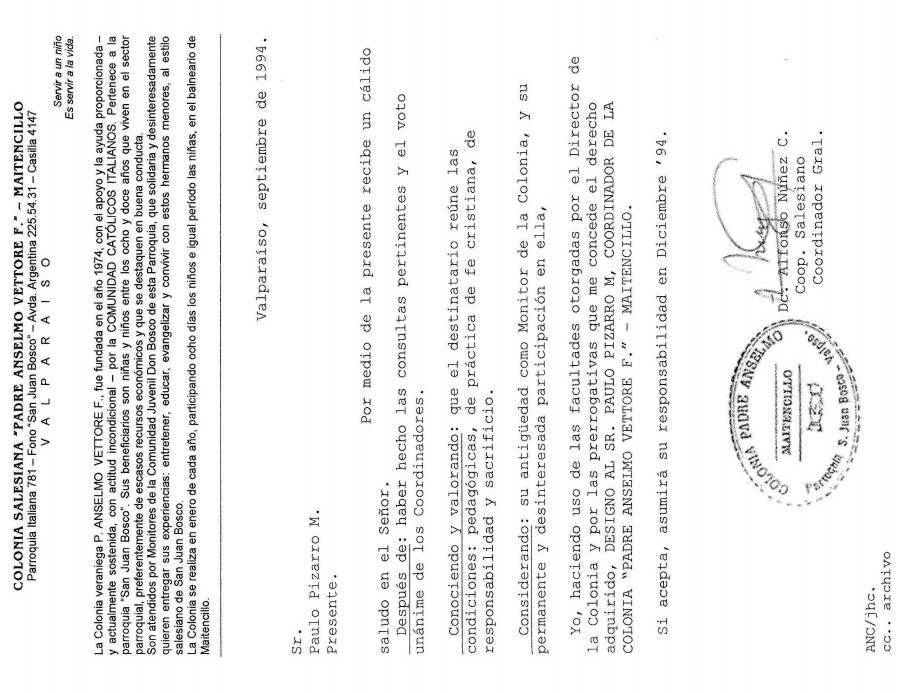 COLONIA SALESIANA "PADRE ANSELMO VETTORE F." – MAITENCILLO
Parroquia Italiana 781 – Fono "San Juan Bosco" – Avda. Argentina 225.54.31 – Casilla 4147
V A L P A R A I S O
Servir a un niño
Es servir a la vida.
La Colonia veraniega P. ANSELMO VETTORE F., fue fundada en el año 1974, con el apoyo y la ayuda proporcionada –
y actualmente sostenida, con actitud incondicional – por la COMUNIDAD CATÓLICOS ITALIANOS. Pertenece a la
parroquia "San Juan Bosco". Sus beneficiarios son niñas y niños entre los ocho y doce años que viven en el sector
parroquial, preferentemente de escasos recursos económicos y que se destaquen en buena conducta.
Son atendidos por Monitores de la Comunidad Juvenil Don Bosco de esta Parroquia, que solidaria y desinteresadamente
quieren entregar sus experiencias: entretener, educar, evangelizar y convivir con estos hermanos menores, al estilo
salesiano de San Juan Bosco.
La Colonia se realiza en enero de cada año, participando ocho días los niños e igual período las niñas, en el balneario de
Maitencillo.
Valparaíso, septiembre de 1994.
Sr.
Paulo Pizarro M.
Presente.
Por medio de la presente recibe un cálido
saludo en el Señor.
Después de: haber hecho las consultas pertinentes y el voto
unánime de los Coordinadores.
Conociendo y valorando: que el destinatario reúne las
condiciones: pedagógicas, de práctica de fe cristiana, de
responsabilidad y sacrificio.
Considerando: su antigüedad como Monitor de la Colonia, y su
permanente y desinteresada participación en ella,
Yo, haciendo uso de las facultades otorgadas por el Director de
la Colonia y por las prerrogativas que me concede el derecho
adquirido, DESIGNO AL SR. PAULO PIZARRO M, COORDINADOR DE LA
COLONIA "PADRE ANSELMO VETTORE F." – MAITENCILLO.
Si acepta, asumirá su responsabilidad en Diciembre '94.
COLONIA PADRE ANSELMO
MAITENCILLO
Parroquia S. Juan Bosco - Valpso.
Dc. Alfonso Núñez C.
Coop. Salesiano
Coordinador Gral.
ANC/jhc.
cc.. archivo